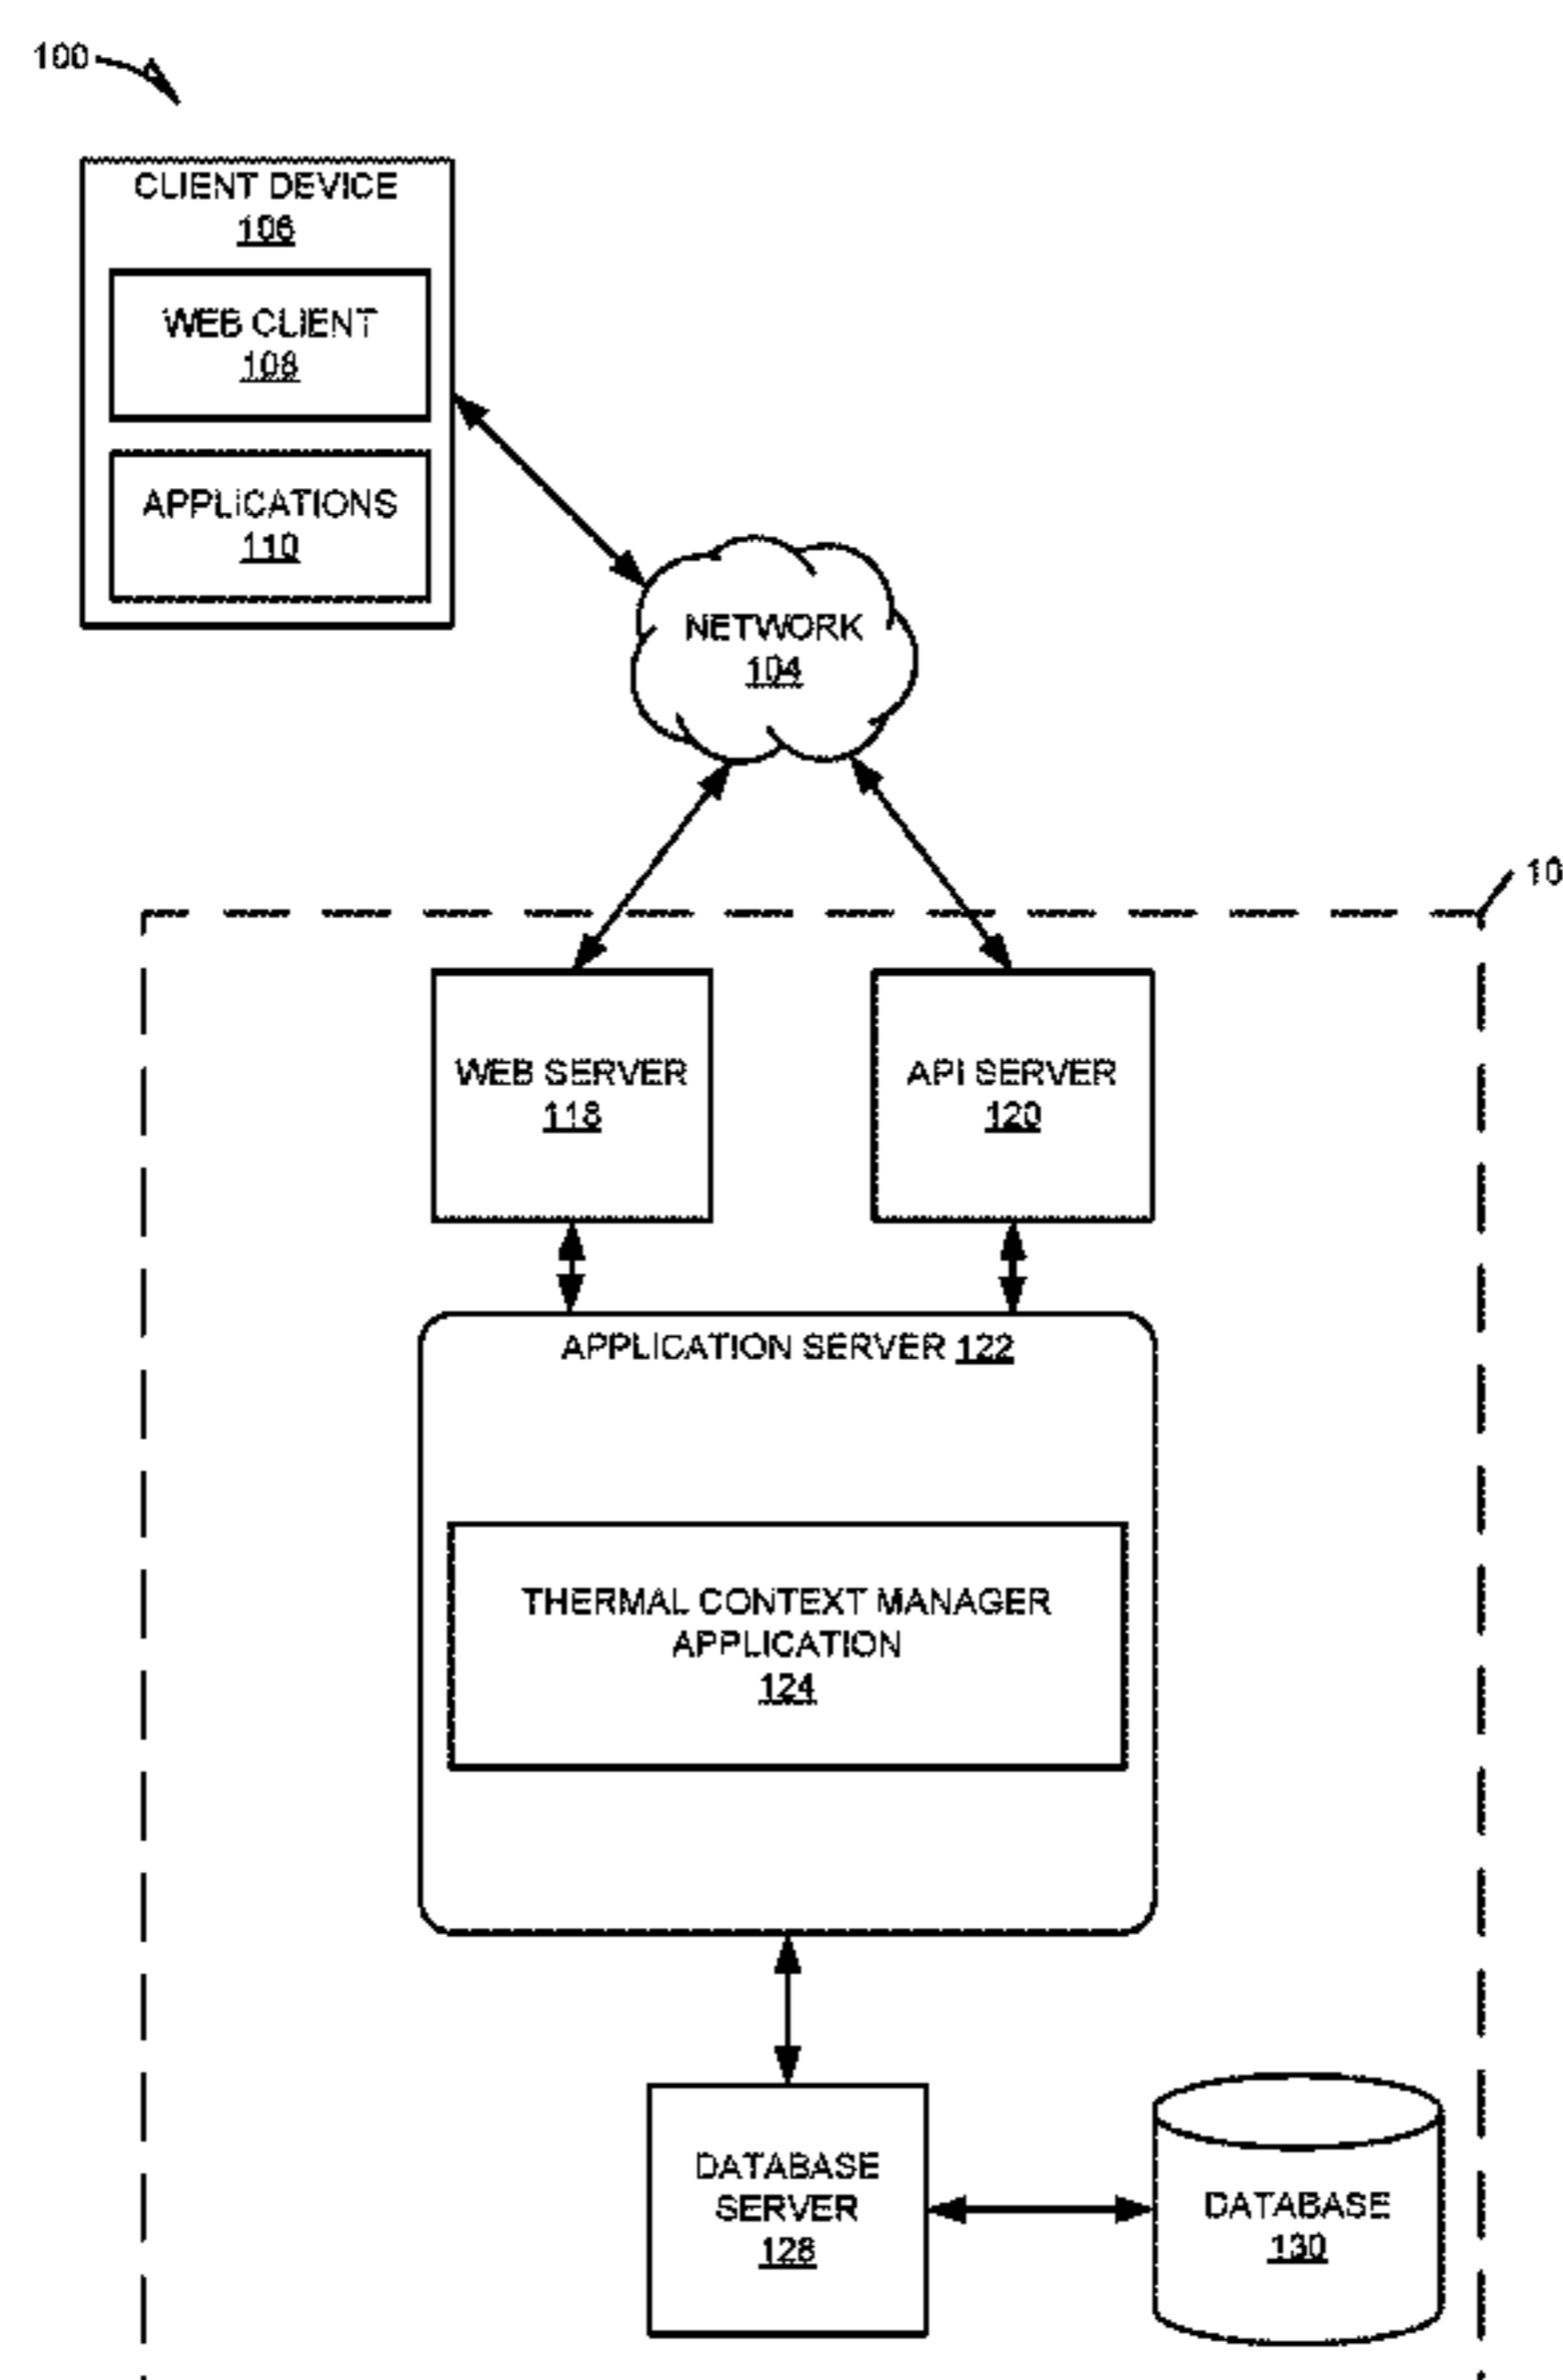 100
CLIENT DEVICE
106
WEB CLIENT
108
APPLICATIONS
110
NETWORK
104
10
WEB SERVER
118
API SERVER
120
APPLICATION SERVER 122
THERMAL CONTEXT MANAGER
APPLICATION
124
DATABASE
SERVER
128
DATABASE
130